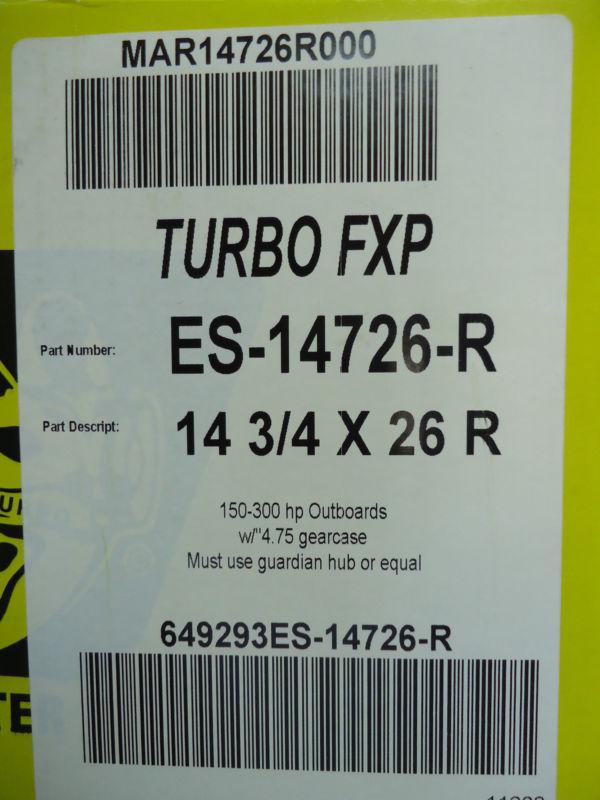 MAR14726R000
TURBO FXP
Part Number: ES-14726-R
Part Descript: 14 3/4 X 26 R
150-300 hp Outboards
w/"4.75 gearcase
Must use guardian hub or equal
649293ES-14726-R
TER